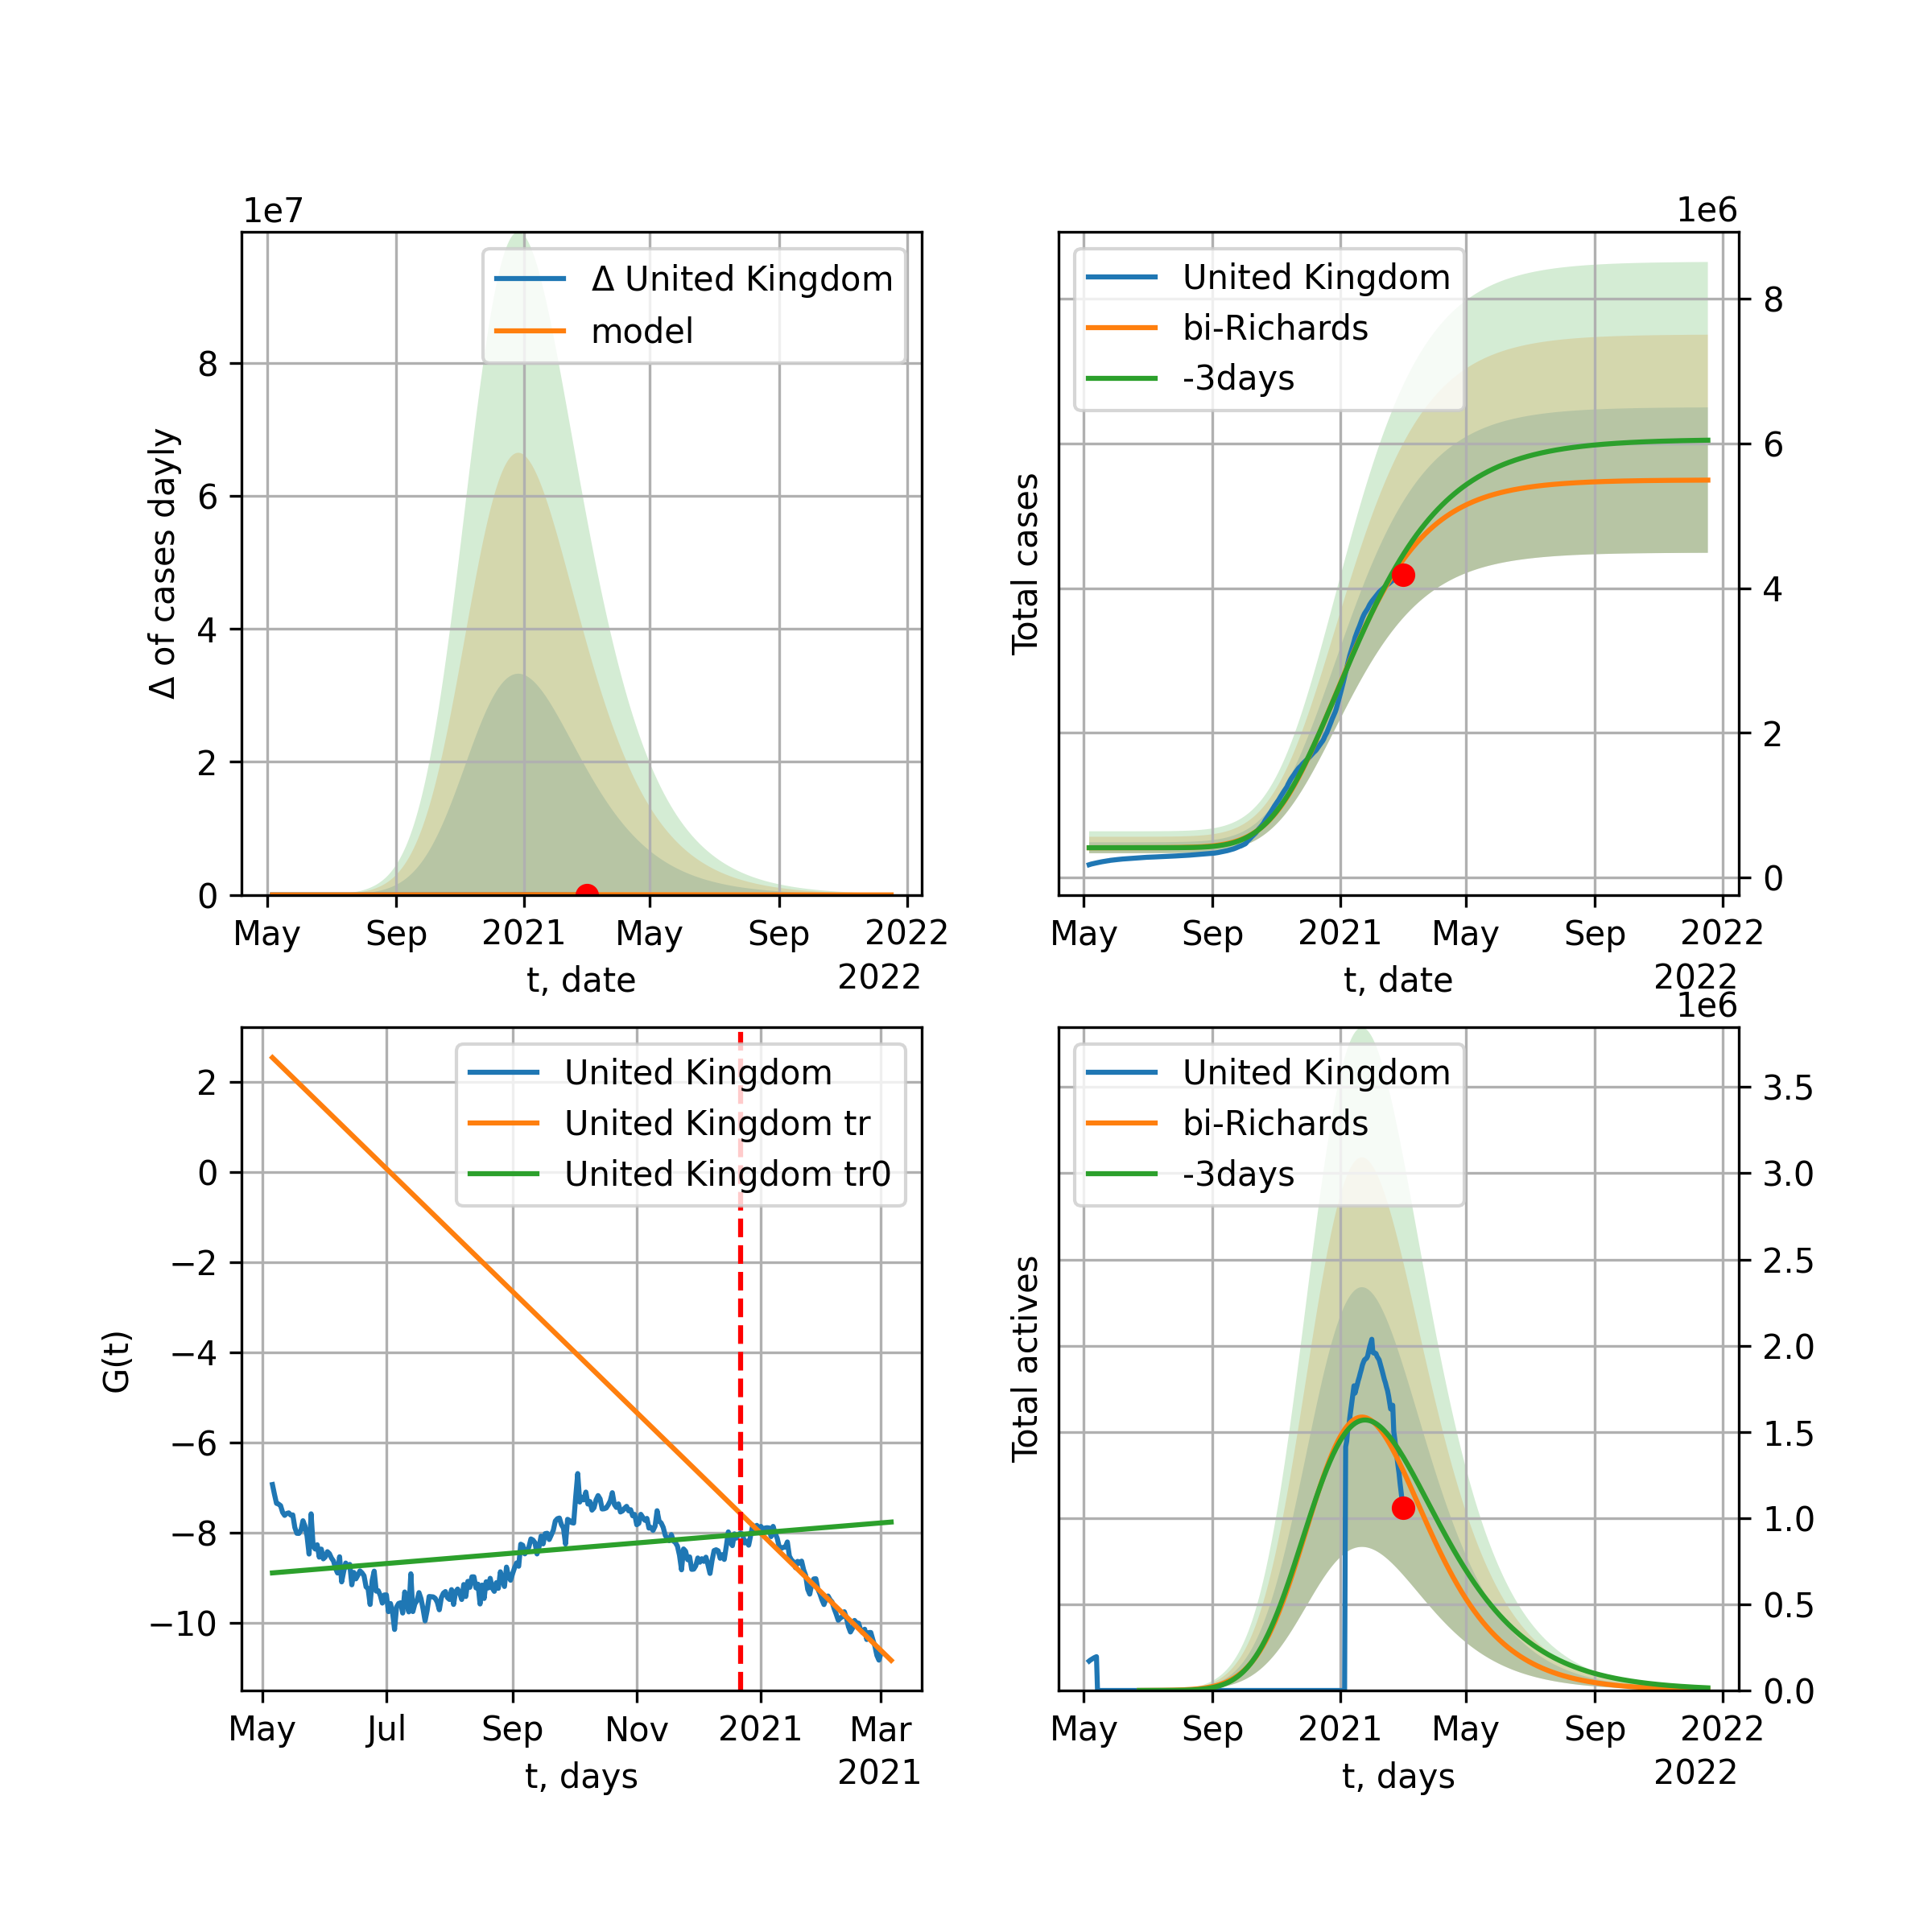 1e7
Δ United Kingdom
model
8
6
4
2
0
Δ of cases dayly
May Sep 2021 May Sep 2022
t, date 2022
1e6
United Kingdom
bi-Richards
-3days
8
6
4
2
0
Total cases
May Sep 2021 May Sep 2022
t, date 2022
United Kingdom
United Kingdom tr
United Kingdom tr0
2
0
−2
−4
−6
−8
−10
G(t)
May Jul Sep Nov 2021 Mar
t, days 2021
1e6
United Kingdom
bi-Richards
-3days
3.5
3.0
2.5
2.0
1.5
1.0
0.5
0.0
Total actives
May Sep 2021 May Sep 2022
t, days 2022